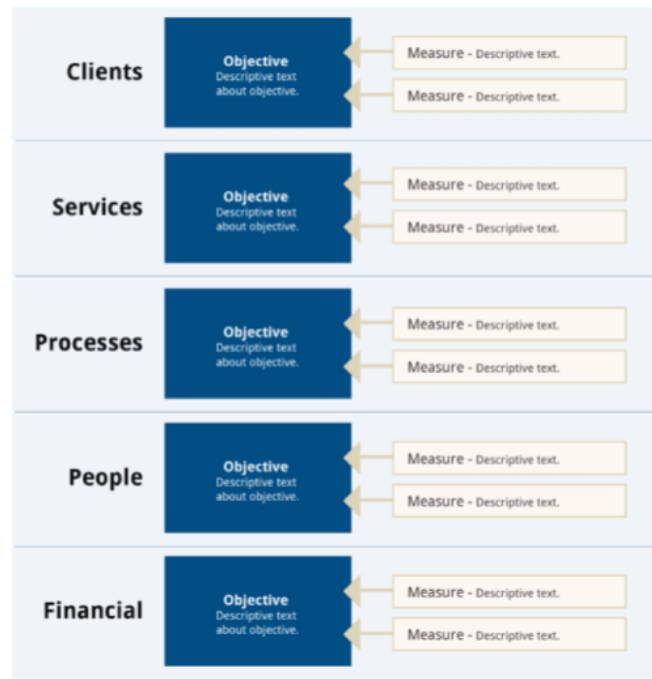 Clients
Objective
Descriptive text
about objective.
Measure - Descriptive text.
Measure - Descriptive text.
Services
Objective
Descriptive text
about objective.
Measure - Descriptive text.
Measure - Descriptive text.
Processes
Objective
Descriptive text
about objective.
Measure - Descriptive text.
Measure - Descriptive text.
People
Objective
Descriptive text
about objective.
Measure - Descriptive text.
Measure - Descriptive text.
Financial
Objective
Descriptive text
about objective.
Measure - Descriptive text.
Measure - Descriptive text.